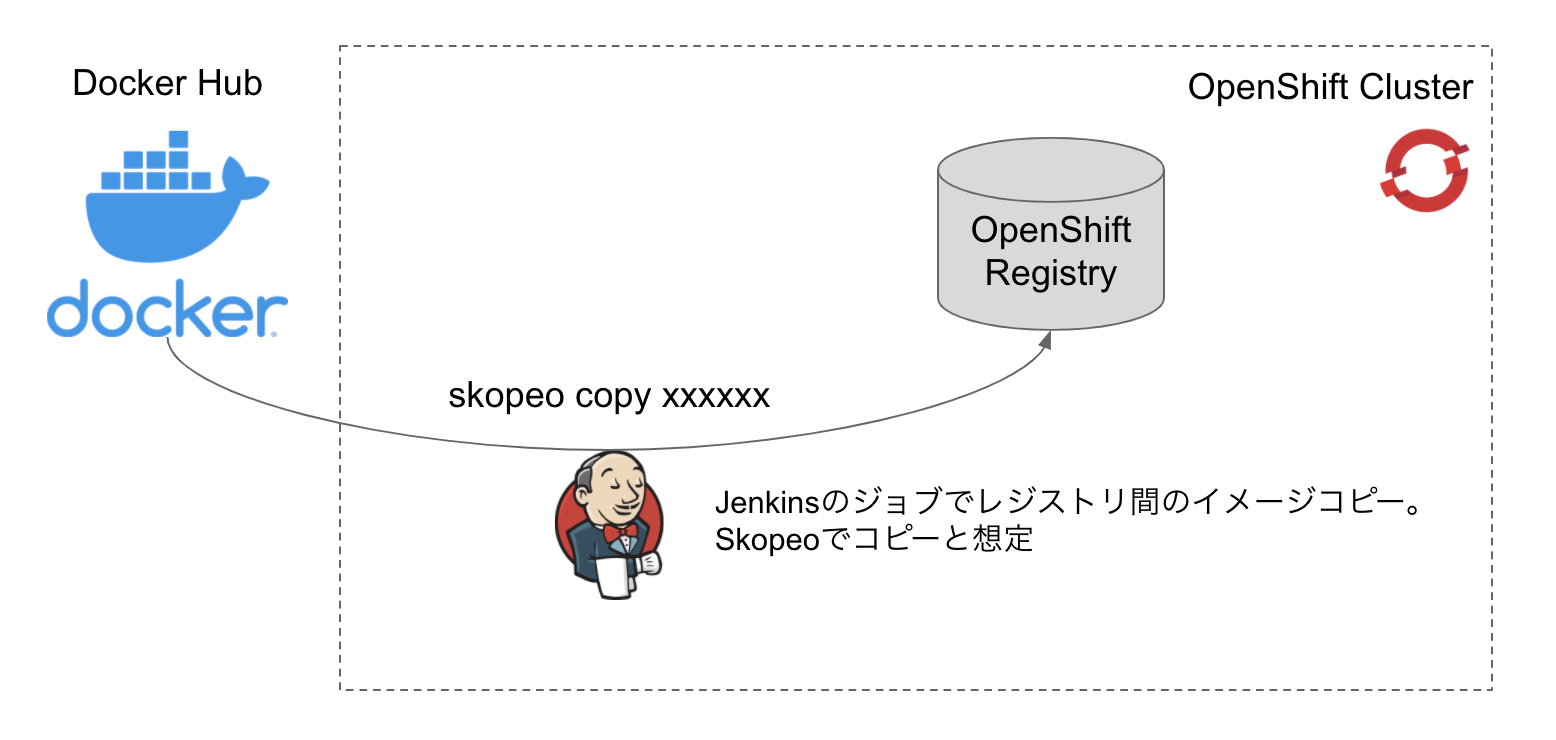 Docker Hub
OpenShift Cluster
docker
OpenShift
Registry
skopeo copy xxxxxx
Jenkinsのジョブでレジストリ間のイメージコピー。
Skopeoでコピーと想定